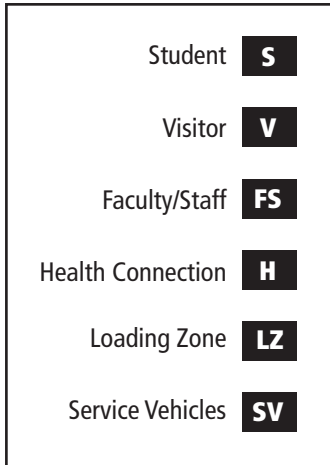 Student S
Visitor V
Faculty/Staff FS
Health Connection H
Loading Zone LZ
Service Vehicles SV